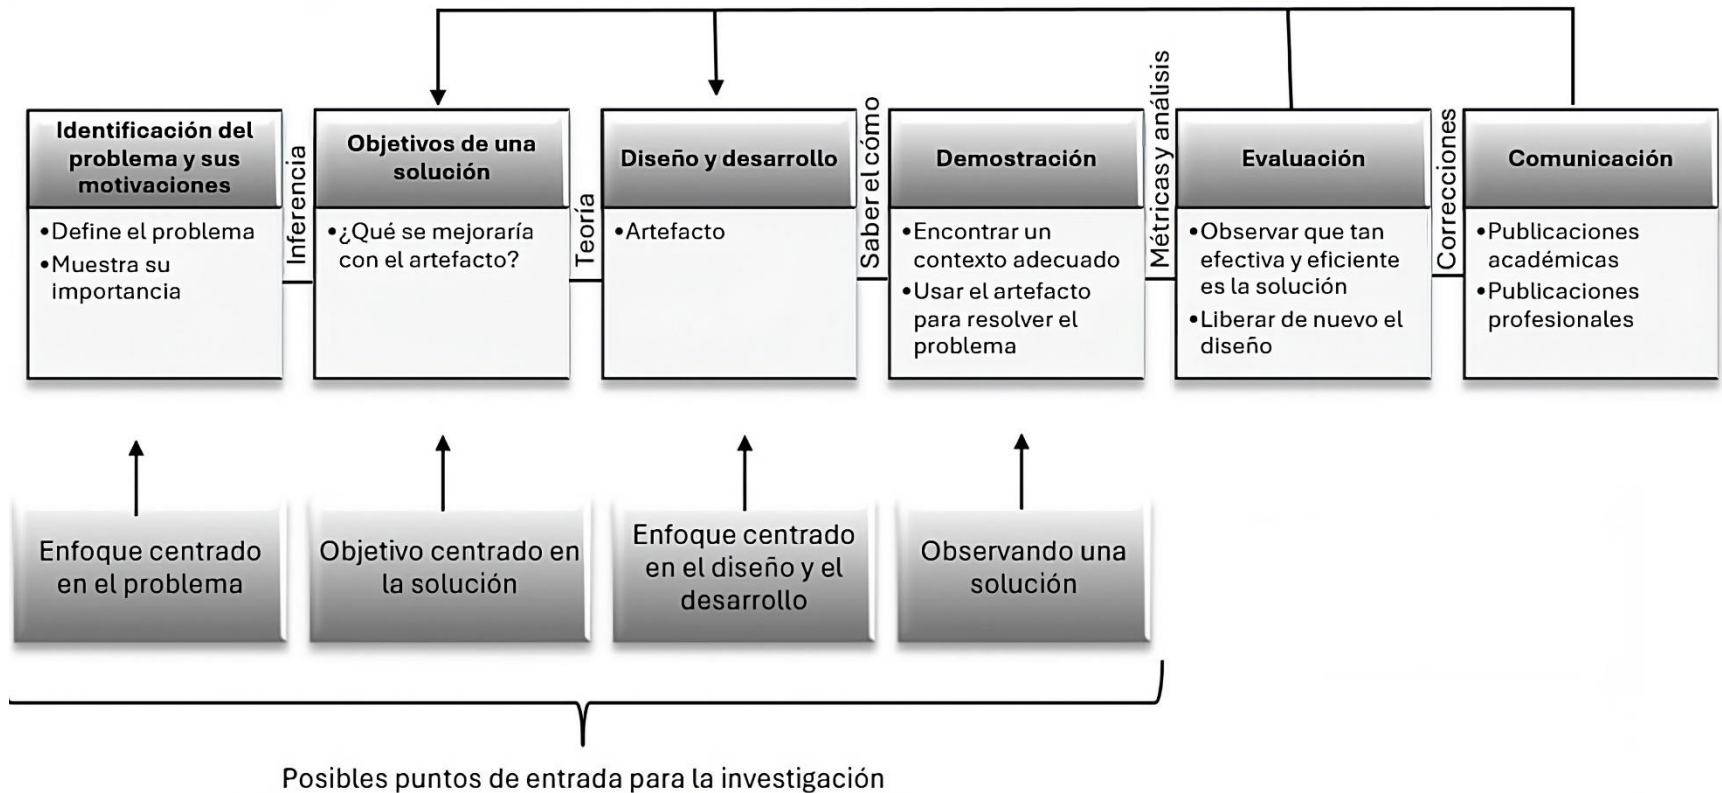 Identificación del
problema y sus
motivaciones
•Define el problema
•Muestra su
importancia
Inferencia
Objetivos de una
solución
•¿Qué se mejoraría
con el artefacto?
Teoría
Diseño y desarrollo
•Artefacto
Saber el cómo
Demostración
•Encontrar un
contexto adecuado
•Usar el artefacto
para resolver el
problema
Métricas y análisis
Evaluación
•Observar que tan
efectiva y eficiente
es la solución
•Liberar de nuevo el
diseño
Correcciones
Comunicación
•Publicaciones
académicas
•Publicaciones
profesionales
Enfoque centrado
en el problema
Objetivo centrado en
la solución
Enfoque centrado
en el diseño y el
desarrollo
Observando una
solución
Posibles puntos de entrada para la investigación